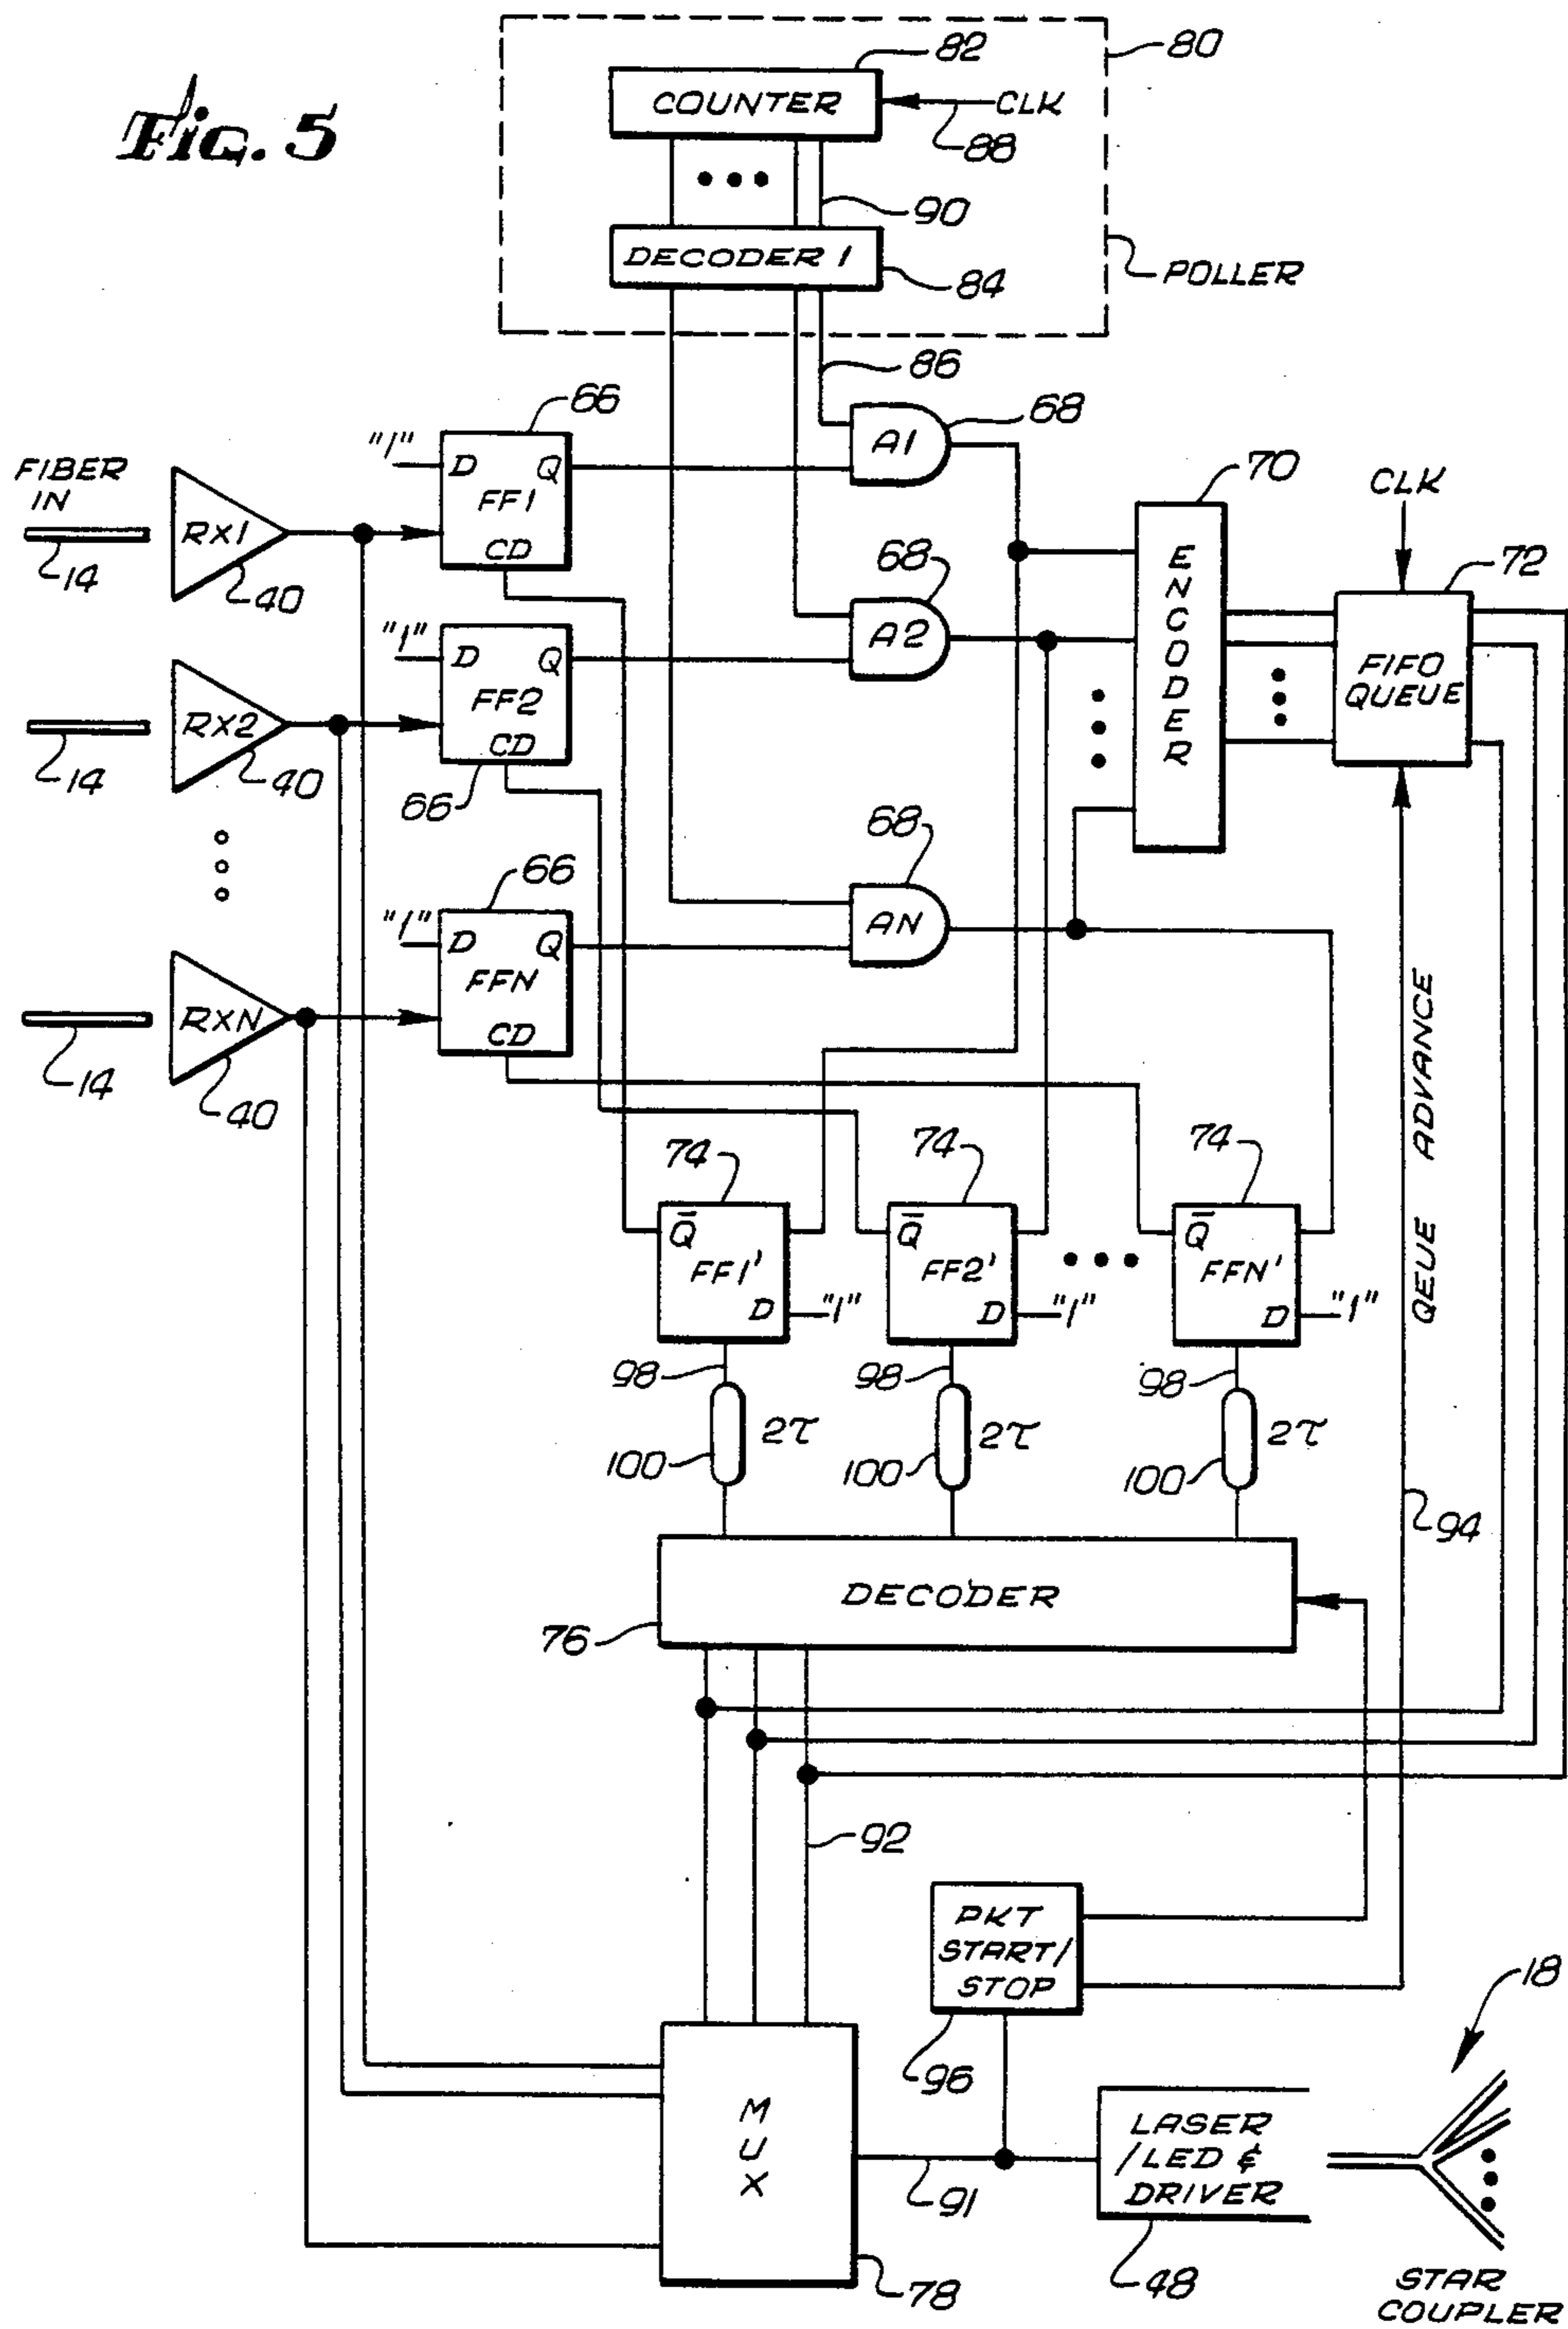 Fig. 5
80
82
COUNTER
CLK
88
90
DECODER 1
84
POLLER
86
66
68
"1"
D
Q
FF1
CD
A1
FIBER
IN
RX1
14
40
70
CLK
72
68
"1"
D
Q
FF2
CD
A2
ENCODER
FIFO
QUEUE
RX2
14
40
66
68
66
"1"
D
Q
FFN
CD
AN
RXN
14
40
QEUE ADVANCE
74
74
74
Q̄
FF1'
D
"1"
Q̄
FF2'
D
"1"
Q̄
FFN'
D
"1"
98
98
98
2τ
2τ
2τ
100
100
100
94
DECODER
76
92
PKT
START/
STOP
96
18
MUX
91
LASER
/LED &
DRIVER
48
78
STAR
COUPLER